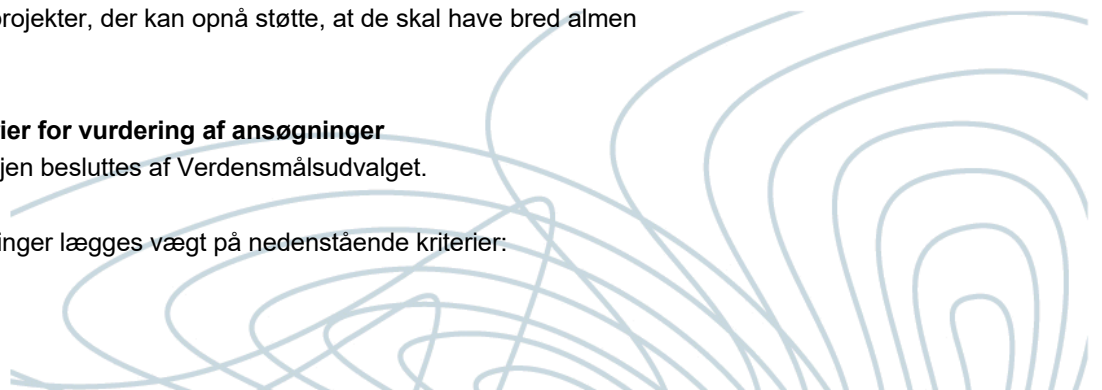 rojekter, der kan opnå støtte, at de skal have bred almen
ier for vurdering af ansøgninger
jen besluttes af Verdensmålsudvalget.
inger lægges vægt på nedenstående kriterier: